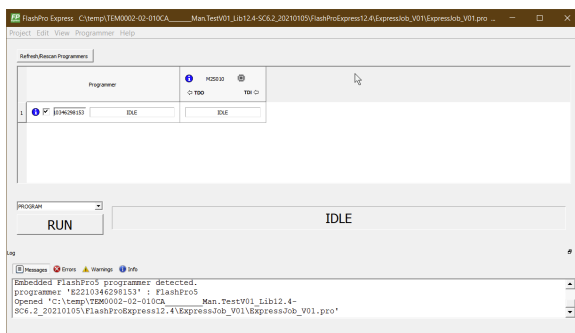 FlashPro Express C:\temp\TEM0002-02-010CA______Man.TestV01_Lib12.4-SC6.2_20210105\FlashProExpress12.4\ExpressJob_V01\ExpressJob_V01.pro ...
Project Edit View Programmer Help
Refresh/Rescan Programmers
Programmer
M2S010
TDO
TDI
1
10346298153
IDLE
IDLE
PROGRAM
RUN
IDLE
Log
Messages Errors Warnings Info
Embedded FlashPro5 programmer detected.
programmer 'E2210346298153' : FlashPro5
Opened 'C:\temp\TEM0002-02-010CA______Man.TestV01_Lib12.4-
SC6.2_20210105\FlashProExpress12.4\ExpressJob_V01\ExpressJob_V01.pro'